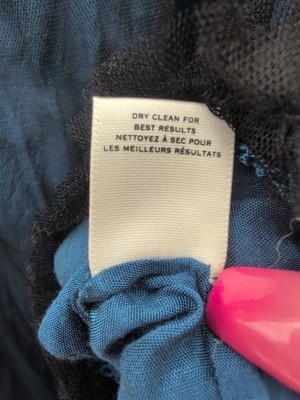 DRY CLEAN FOR
BEST RESULTS
NETTOYEZ À SEC POUR
LES MEILLEURS RÉSULTATS